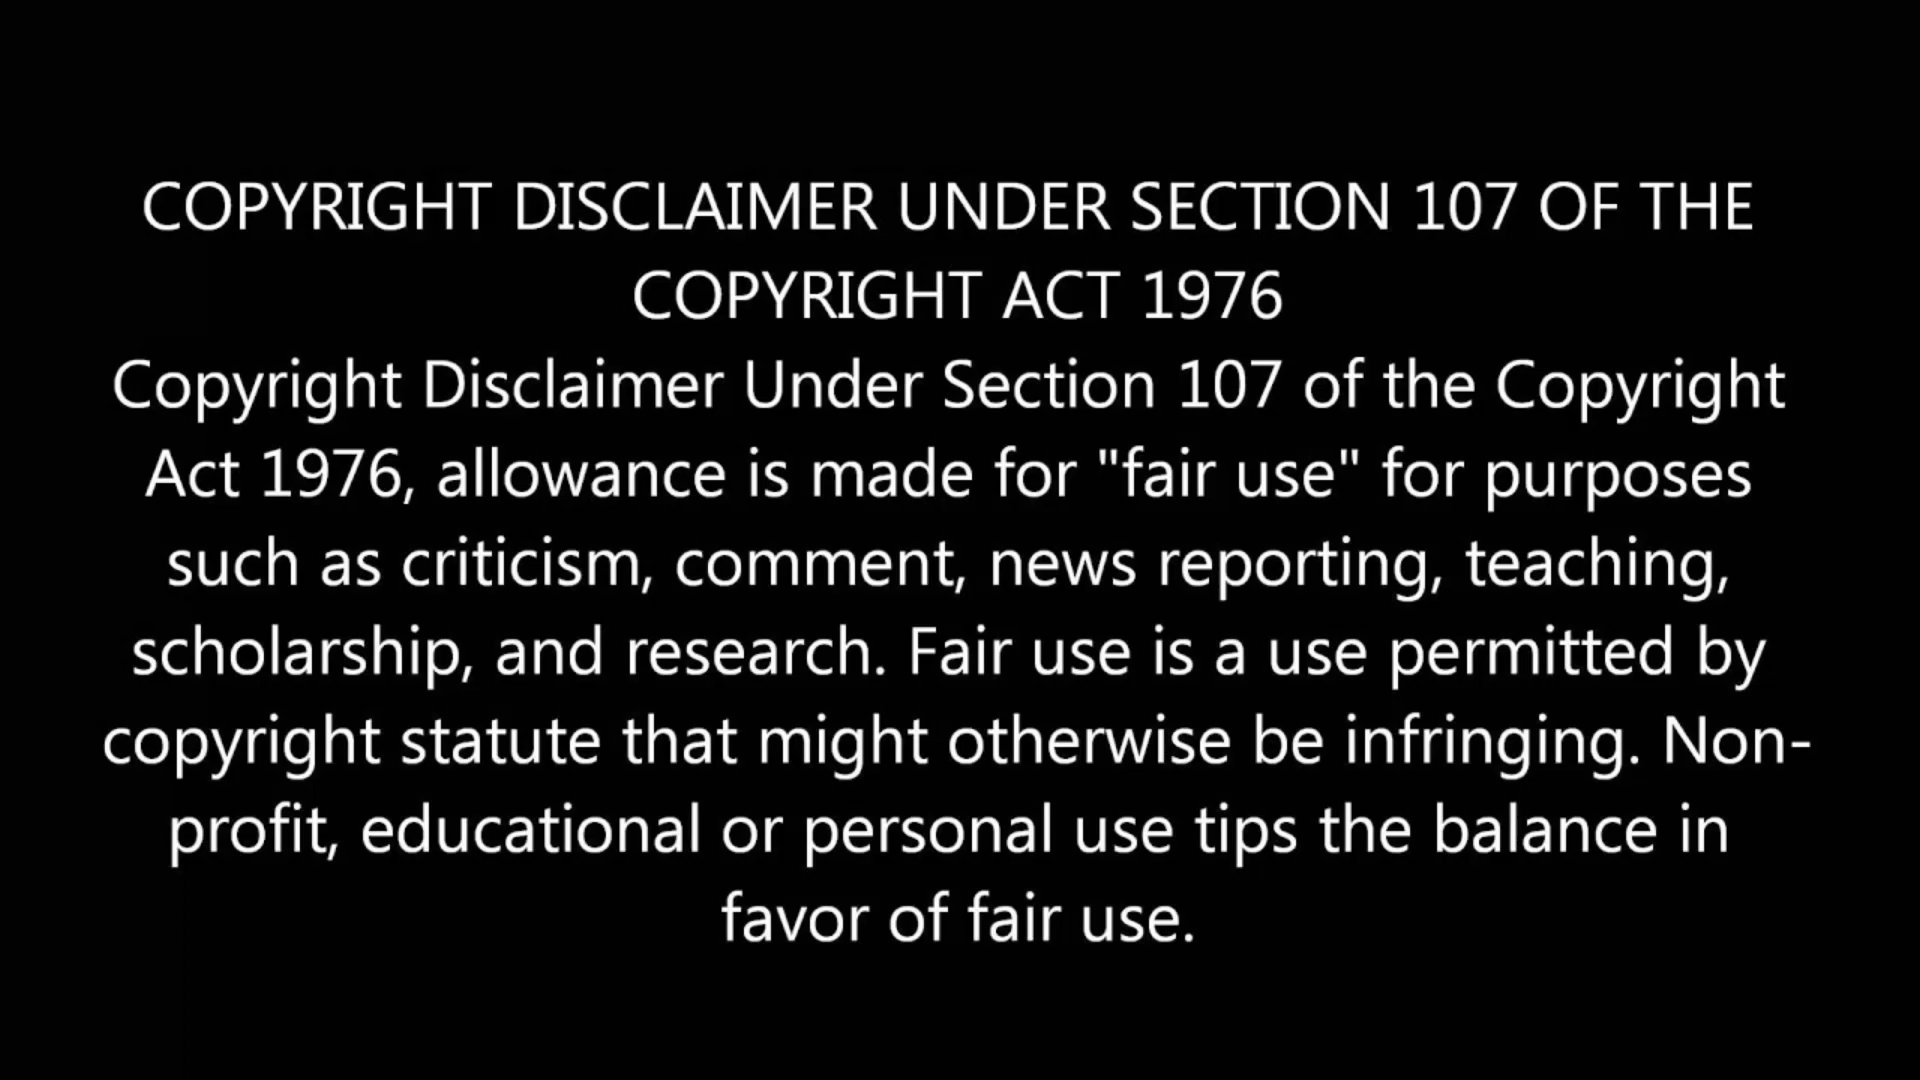 COPYRIGHT DISCLAIMER UNDER SECTION 107 OF THE
COPYRIGHT ACT 1976
Copyright Disclaimer Under Section 107 of the Copyright
Act 1976, allowance is made for "fair use" for purposes
such as criticism, comment, news reporting, teaching,
scholarship, and research. Fair use is a use permitted by
copyright statute that might otherwise be infringing. Non-
profit, educational or personal use tips the balance in
favor of fair use.